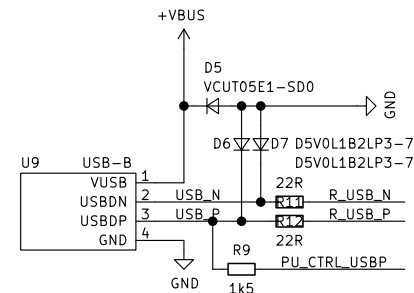 +VBUS
D5
VCUT05E1-SD0
GND
D6
D7
D5V0L1B2LP3-7
D5V0L1B2LP3-7
U9
USB-B
VUSB
1
USBDN
2
USB_N
22R
R11
R_USB_N
USBDP
3
USB_P
R12
R_USB_P
GND
4
22R
GND
R9
1k5
PU_CTRL_USBP